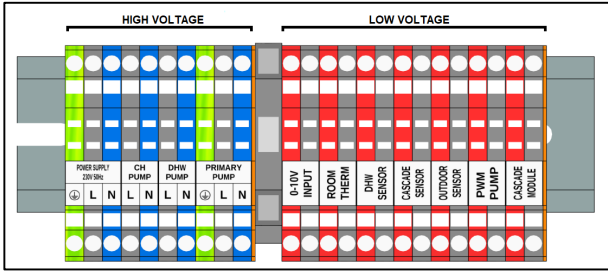 HIGH VOLTAGE
LOW VOLTAGE
POWER SUPPLY
230V 50Hz
CH
PUMP
DHW
PUMP
PRIMARY
PUMP
L N L N L N L N
0-10V
INPUT
ROOM
THERM
DHW
SENSOR
CASCADE
SENSOR
OUTDOOR
SENSOR
PWM
PUMP
CASCADE
MODULE